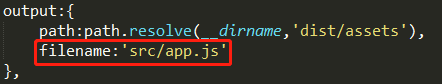 output:{
path:path.resolve(__dirname,'dist/assets'),
filename:'src/app.js'
},